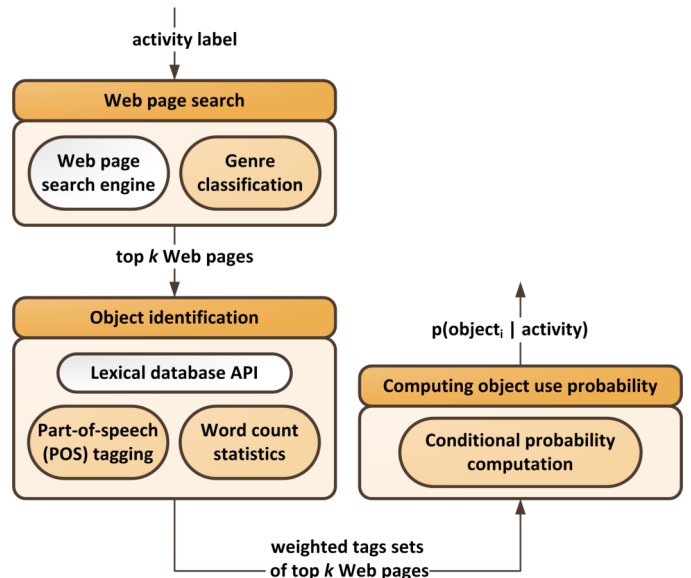 activity label
Web page search
Web page
search engine
Genre
classification
top k Web pages
Object identification
Lexical database API
Part-of-speech
(POS) tagging
Word count
statistics
weighted tags sets
of top k Web pages
p(objectᵢ | activity)
Computing object use probability
Conditional probability
computation